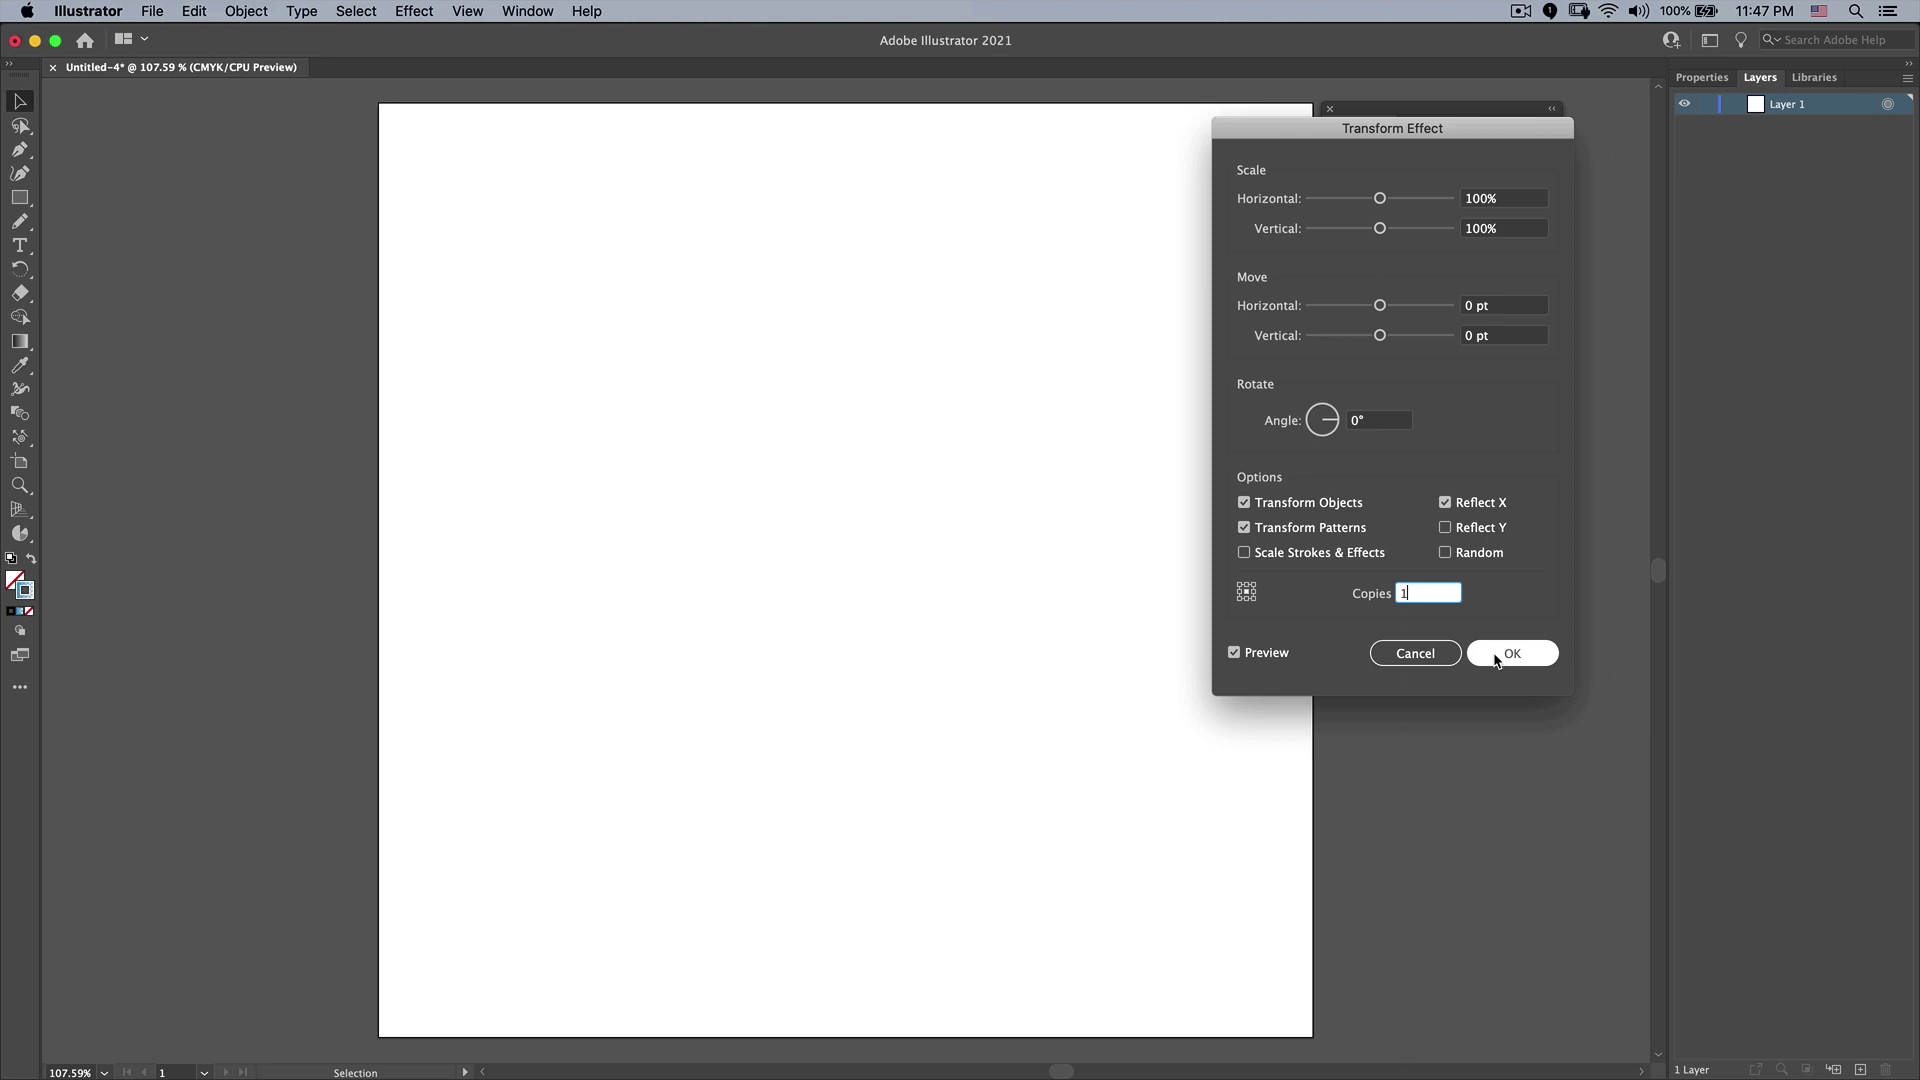 Illustrator File Edit Object Type Select Effect View Window Help 100% 11:47 PM
Adobe Illustrator 2021
Search Adobe Help
Untitled-4* @ 107.59 % (CMYK/CPU Preview)
Properties Layers Libraries
Layer 1
Transform Effect
Scale
Horizontal: 100%
Vertical: 100%
Move
Horizontal: 0 pt
Vertical: 0 pt
Rotate
Angle: 0°
Options
Transform Objects Reflect X
Transform Patterns Reflect Y
Scale Strokes & Effects Random
Copies 1
Preview Cancel OK
107.59% 1 Selection
1 Layer